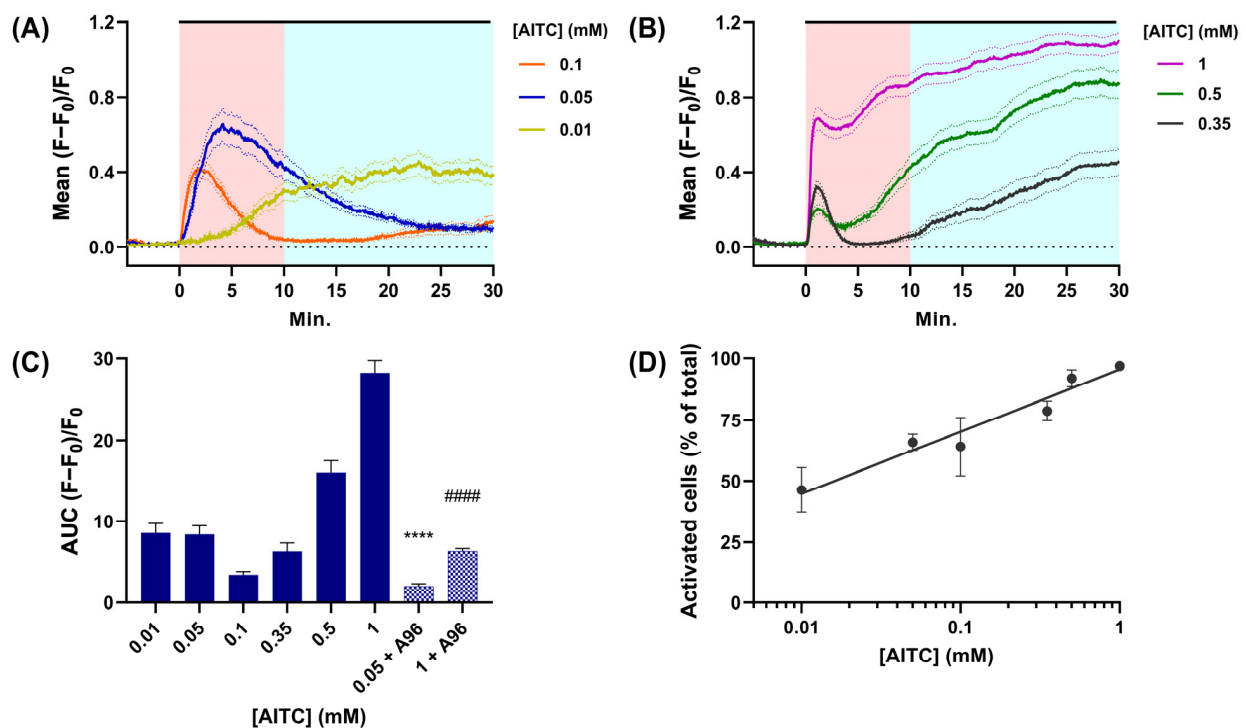 (A)
Mean (F−F0)/F0
1.2
0.8
0.4
0.0
0 5 10 15 20 25 30
Min.
[AITC] (mM)
0.1
0.05
0.01
(B)
Mean (F−F0)/F0
1.2
0.8
0.4
0.0
0 5 10 15 20 25 30
Min.
[AITC] (mM)
1
0.5
0.35
(C)
AUC (F−F0)/F0
30
20
10
0
****
####
0.01 0.05 0.1 0.35 0.5 1 0.05 + A96 1 + A96
[AITC] (mM)
(D)
Activated cells (% of total)
100
75
50
25
0
0.01 0.1 1
[AITC] (mM)